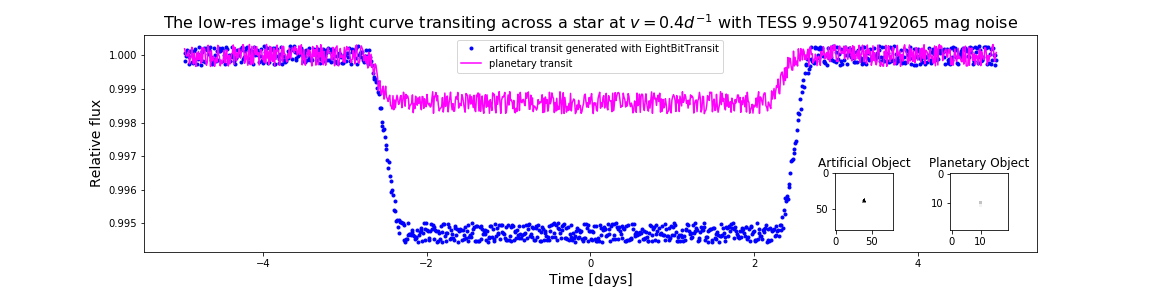 The low-res image's light curve transiting across a star at v = 0.4d⁻¹ with TESS 9.95074192065 mag noise
artifical transit generated with EightBitTransit
planetary transit
Relative flux
1.000
0.999
0.998
0.997
0.996
0.995
−4
−2
0
2
4
Time [days]
Artificial Object
0
50
0
50
Planetary Object
0
10
0
10